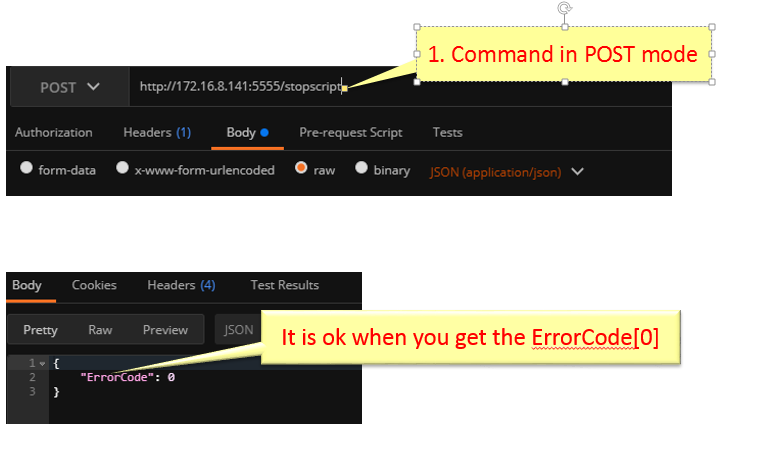 1. Command in POST mode
POST http://172.16.8.141:5555/stopscript
Authorization Headers (1) Body Pre-request Script Tests
form-data x-www-form-urlencoded raw binary JSON (application/json)
Body Cookies Headers (4) Test Results
Pretty Raw Preview JSON
It is ok when you get the ErrorCode[0]
1 {
2 "ErrorCode": 0
3 }